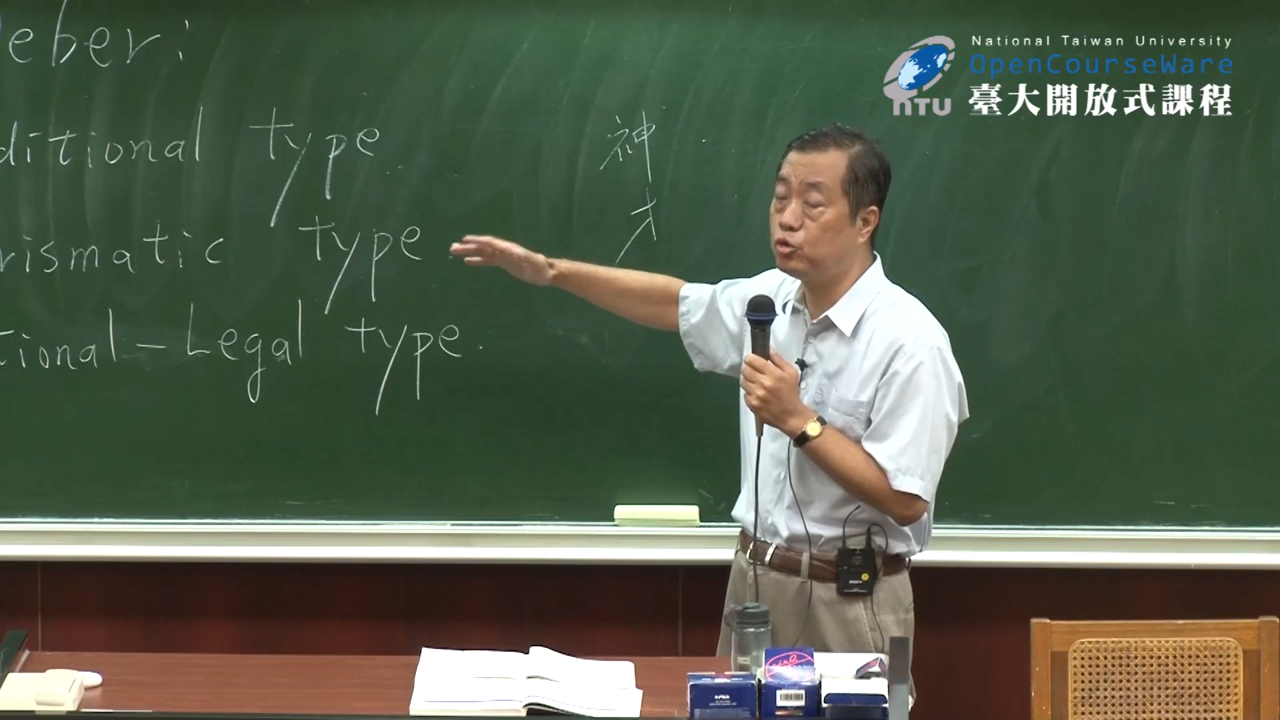 National Taiwan University
OpenCourseWare
臺大開放式課程
NTU
eber:
ditional type
神
rismatic type
才
tional-Legal type.